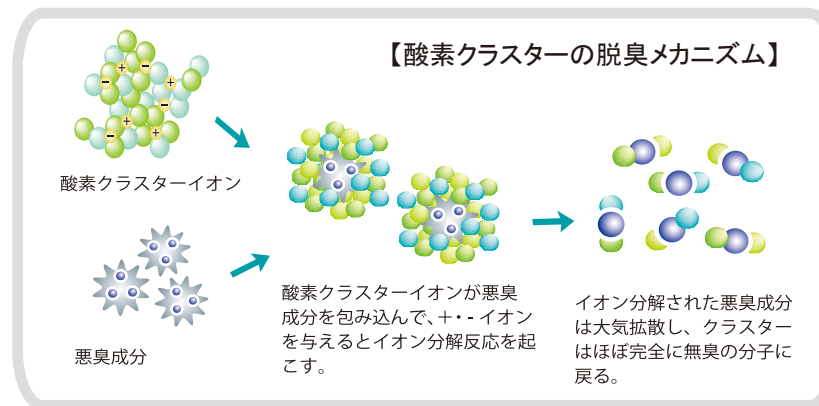 【酸素クラスターの脱臭メカニズム】
酸素クラスターイオン
悪臭成分
酸素クラスターイオンが悪臭
成分を包み込んで、+・- イオン
を与えるとイオン分解反応を起
こす。
イオン分解された悪臭成分
は大気拡散し、クラスター
はほぼ完全に無臭の分子に
戻る。